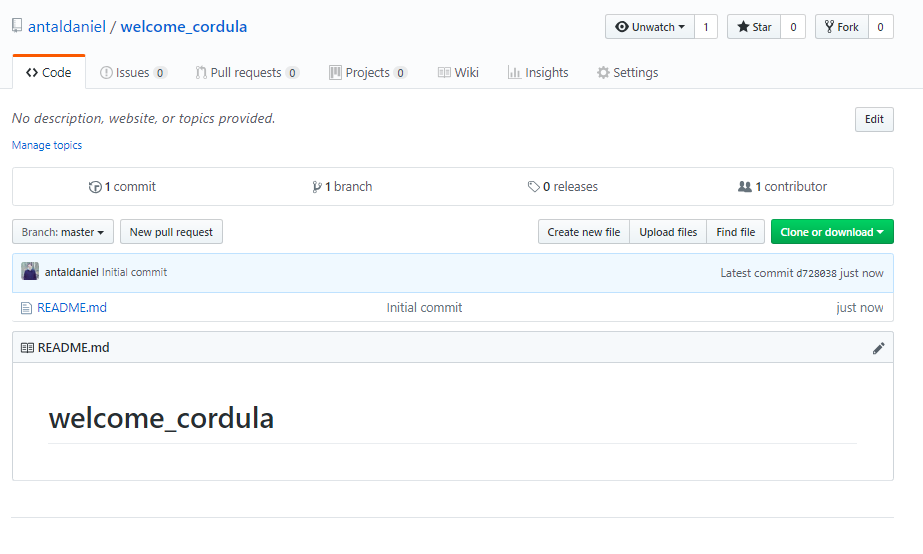 antaldaniel / welcome_cordula Unwatch 1 Star 0 Fork 0
Code Issues 0 Pull requests 0 Projects 0 Wiki Insights Settings
No description, website, or topics provided. Edit
Manage topics
1 commit 1 branch 0 releases 1 contributor
Branch: master New pull request Create new file Upload files Find file Clone or download
antaldaniel Initial commit Latest commit d728038 just now
README.md Initial commit just now
README.md
welcome_cordula